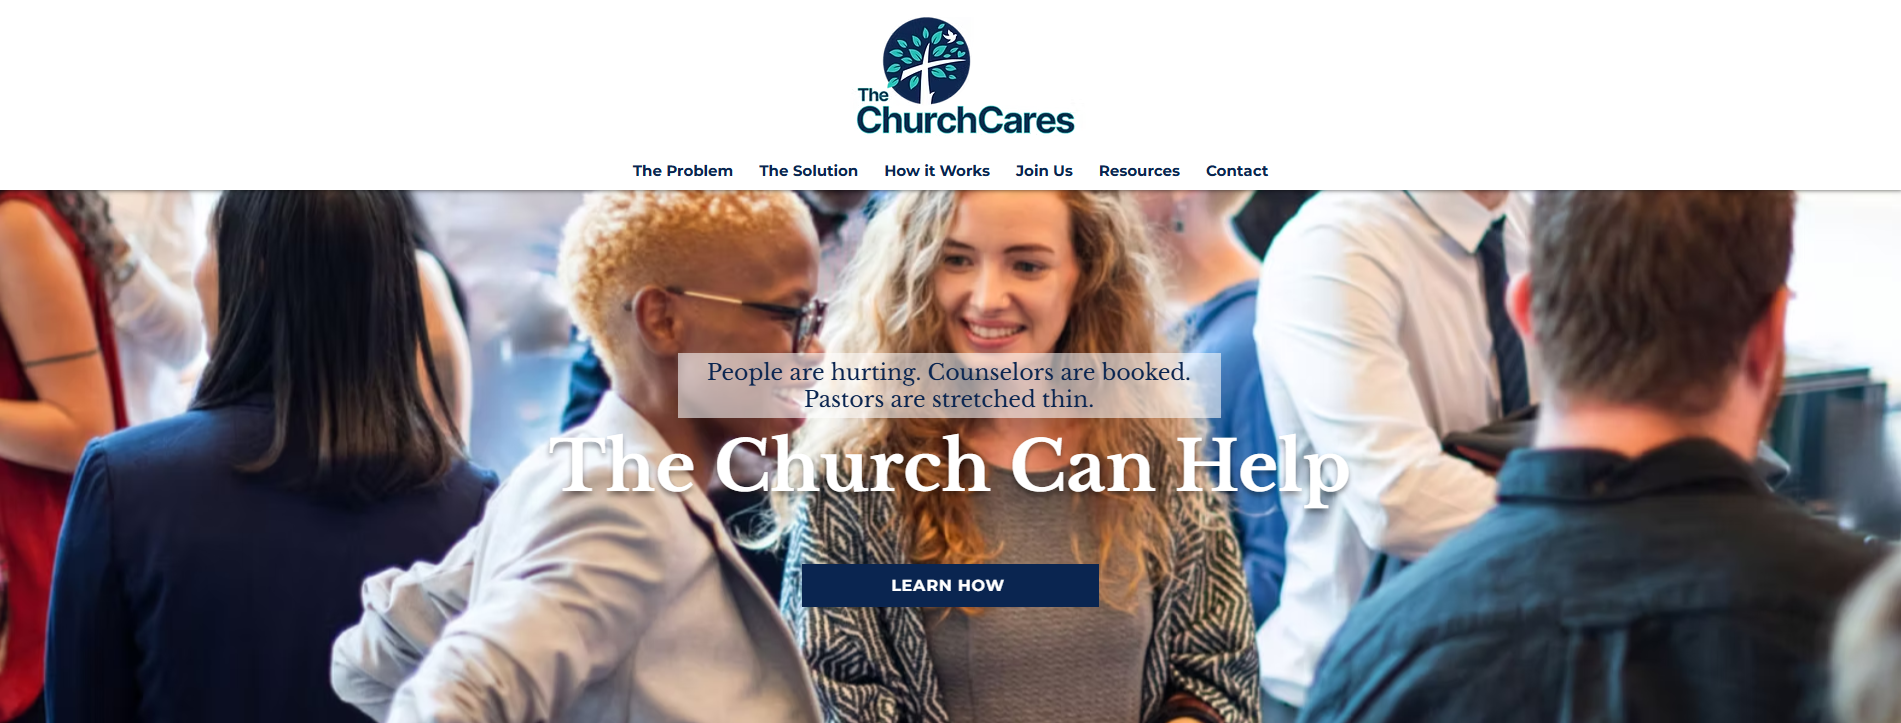 The
ChurchCares
The Problem The Solution How it Works Join Us Resources Contact
People are hurting. Counselors are booked.
Pastors are stretched thin.
The Church Can Help
LEARN HOW